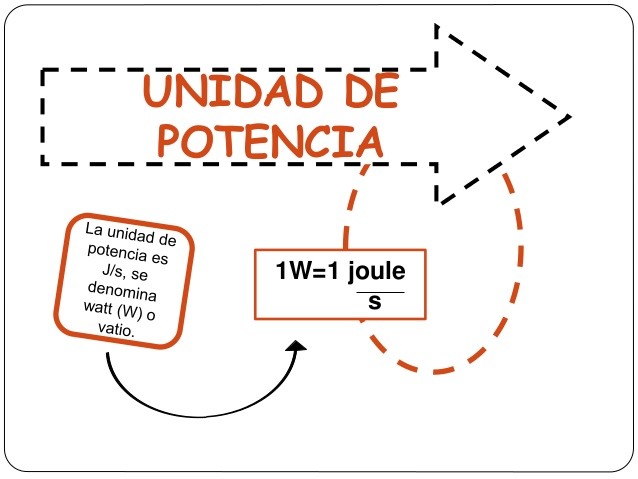 UNIDAD DE
POTENCIA
La unidad de
potencia es
J/s, se
denomina
watt (W) o
vatio.
1W=1 joule
s